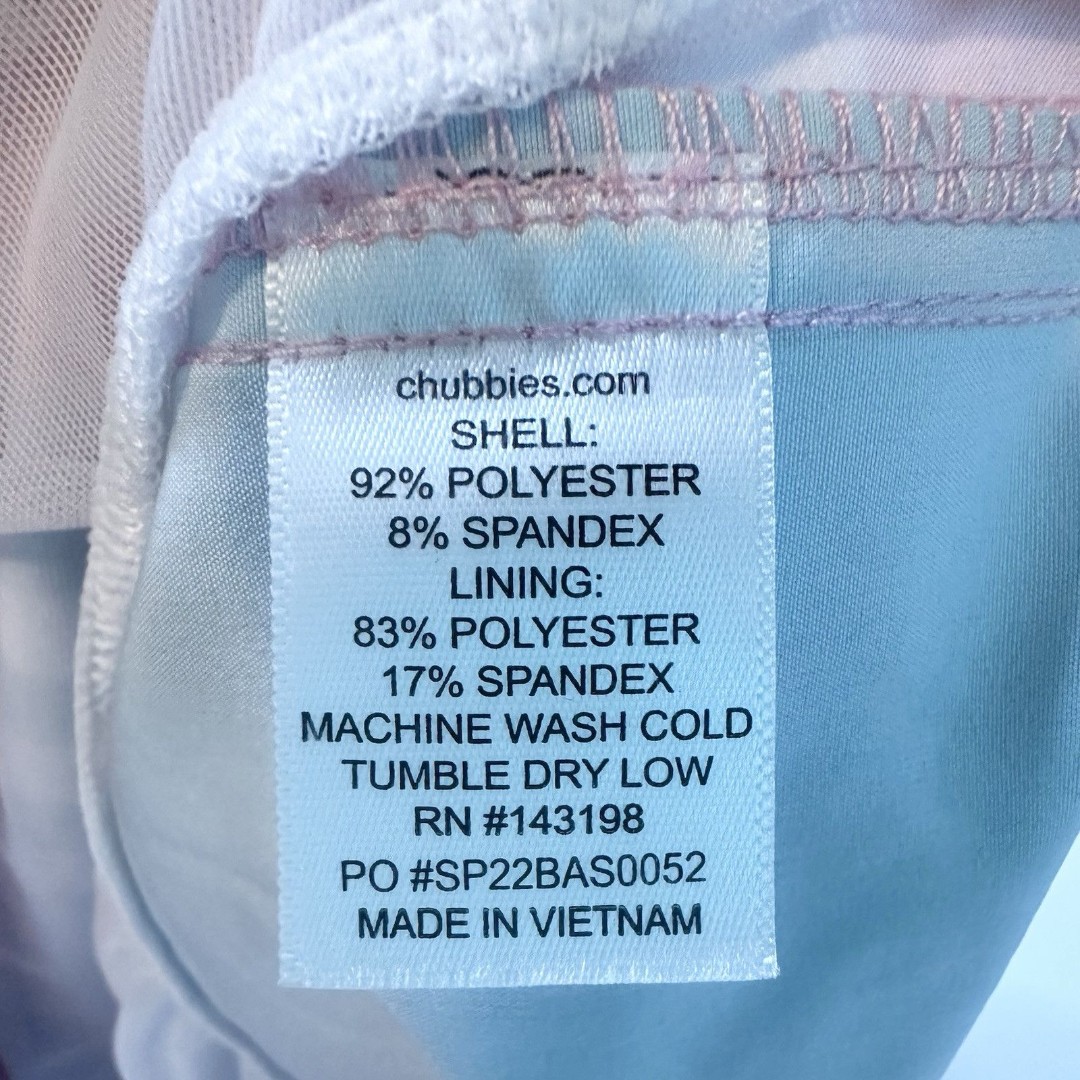 chubbies.com
SHELL:
92% POLYESTER
8% SPANDEX
LINING:
83% POLYESTER
17% SPANDEX
MACHINE WASH COLD
TUMBLE DRY LOW
RN #143198
PO #SP22BAS0052
MADE IN VIETNAM